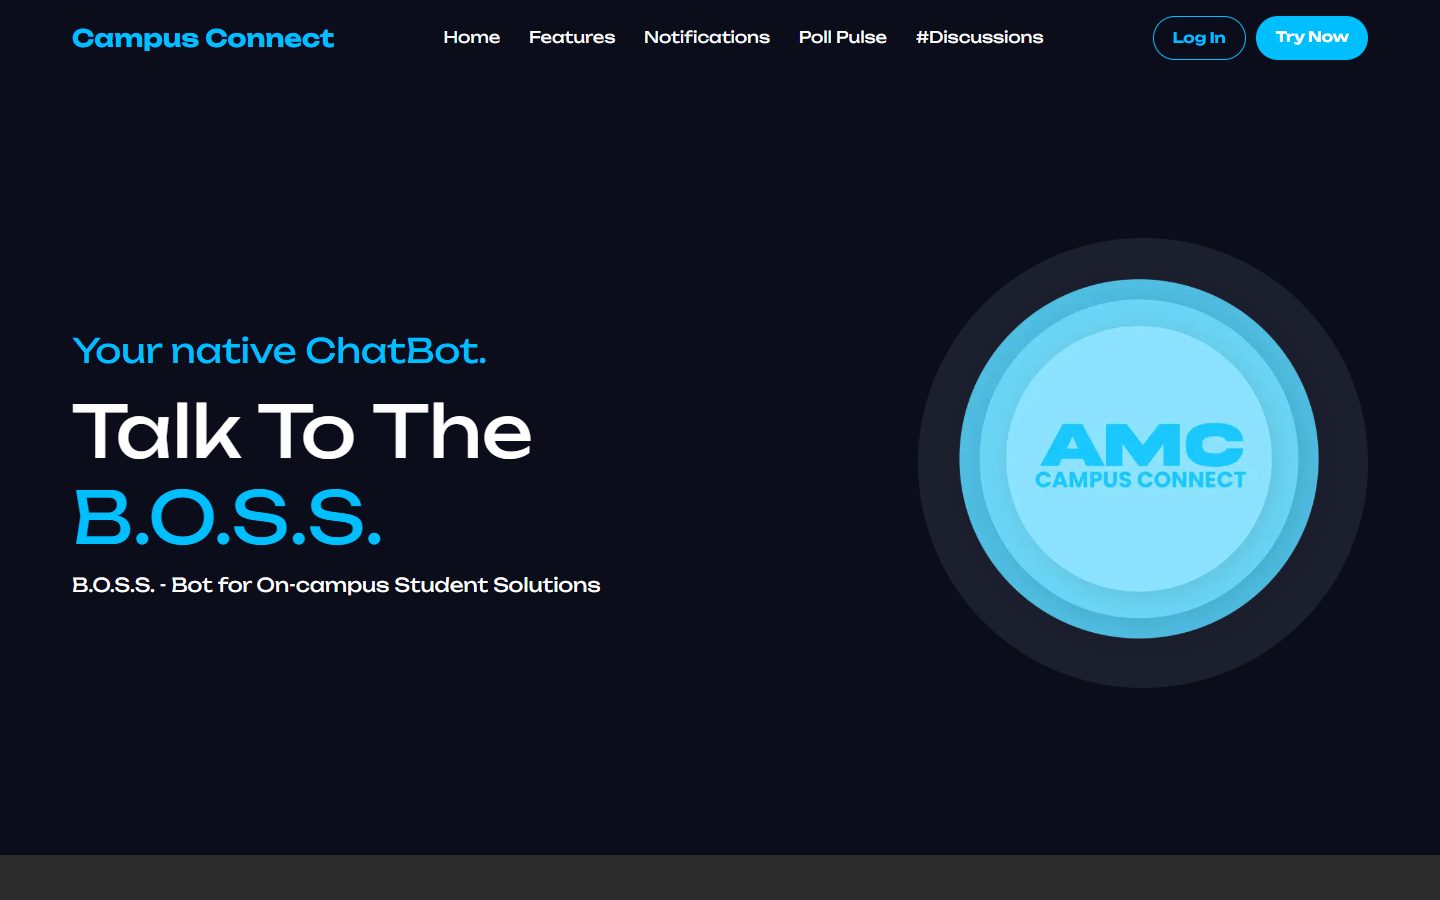 Campus Connect
Home
Features
Notifications
Poll Pulse
#Discussions
Log In
Try Now
Your native ChatBot.
Talk To The
B.O.S.S.
B.O.S.S. - Bot for On-campus Student Solutions
AMC
CAMPUS CONNECT